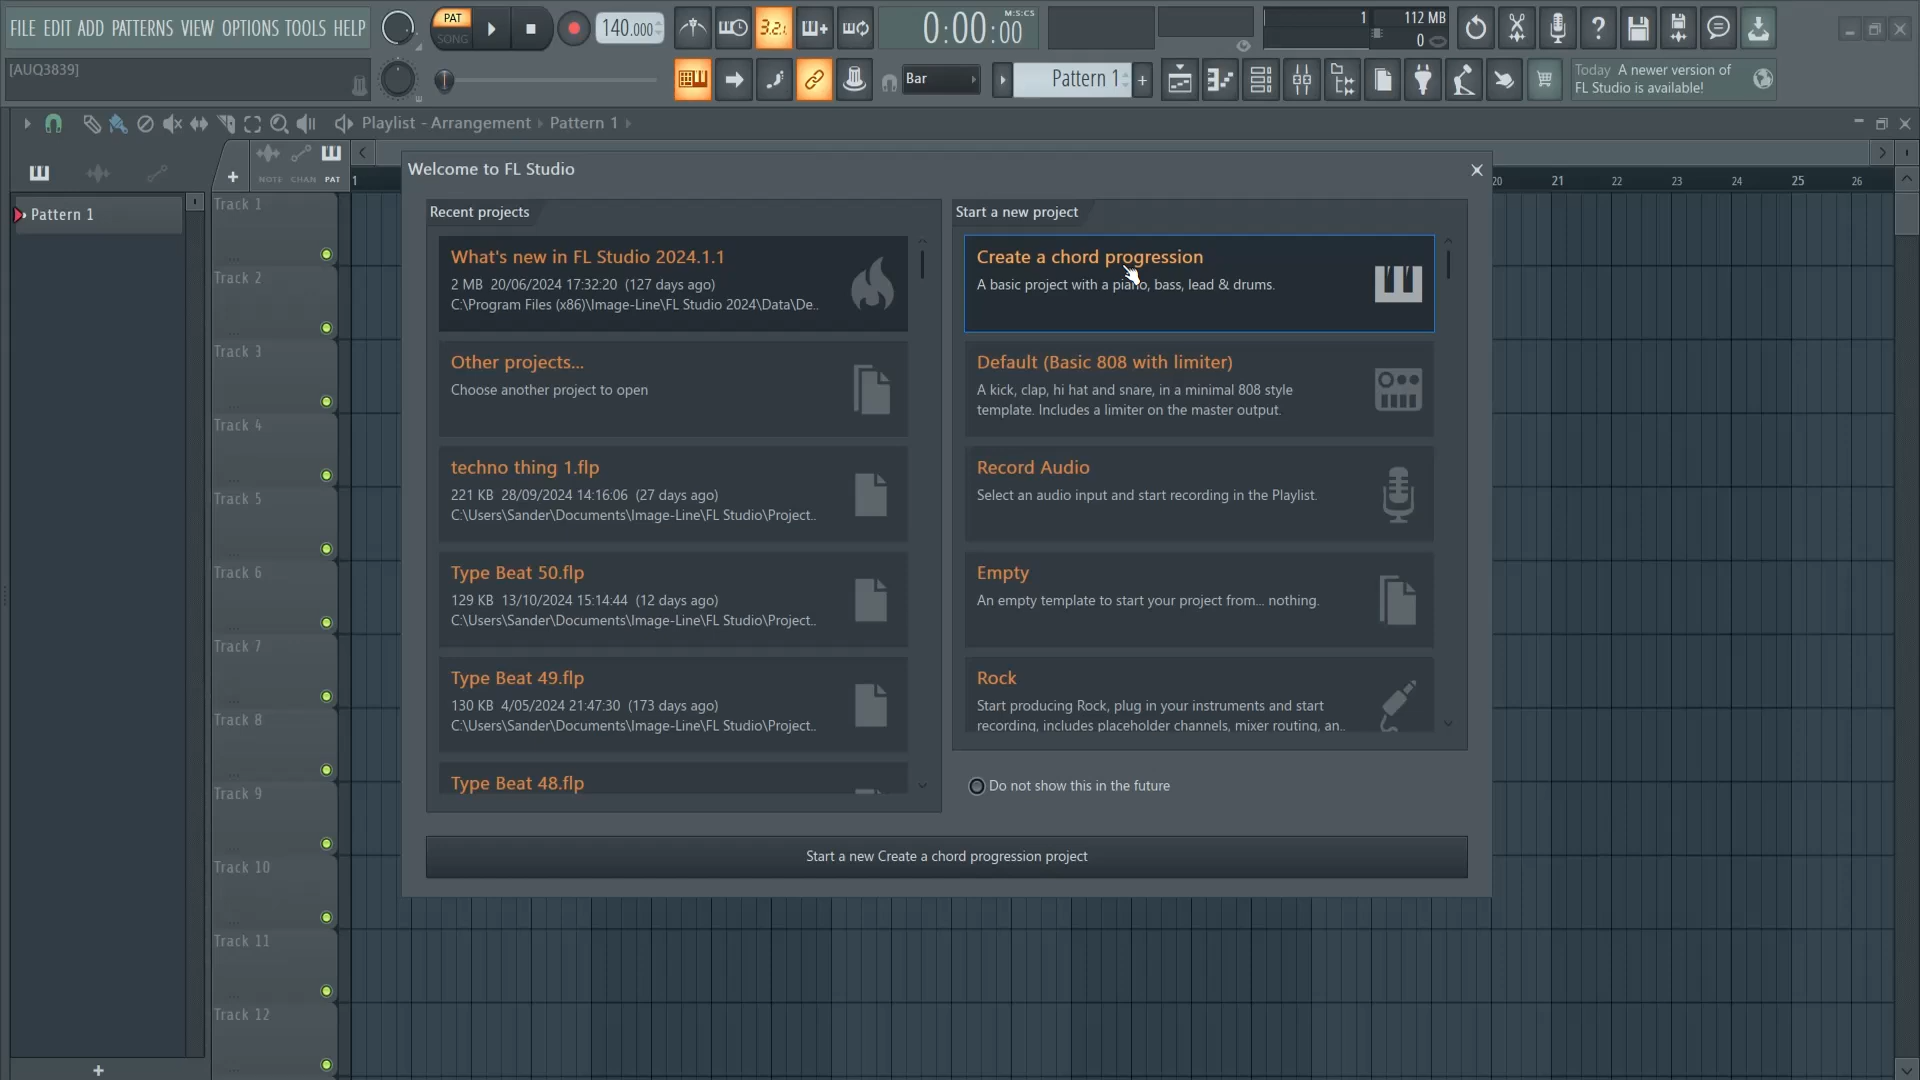 FILE EDIT ADD PATTERNS VIEW OPTIONS TOOLS HELP
PAT
SONG
140.000
3.2.
0:00:00
M:S:CS
1
112 MB
0
[AUQ3839]
Bar
Pattern 1
+
Today A newer version of
FL Studio is available!
Playlist - Arrangement › Pattern 1 ›
NOTE CHAN PAT
1
20 21 22 23 24 25 26
Pattern 1
Track 1
Track 2
Track 3
Track 4
Track 5
Track 6
Track 7
Track 8
Track 9
Track 10
Track 11
Track 12
Welcome to FL Studio
Recent projects
What's new in FL Studio 2024.1.1
2 MB 20/06/2024 17:32:20 (127 days ago)
C:\Program Files (x86)\Image-Line\FL Studio 2024\Data\De..
Other projects...
Choose another project to open
techno thing 1.flp
221 KB 28/09/2024 14:16:06 (27 days ago)
C:\Users\Sander\Documents\Image-Line\FL Studio\Project..
Type Beat 50.flp
129 KB 13/10/2024 15:14:44 (12 days ago)
C:\Users\Sander\Documents\Image-Line\FL Studio\Project..
Type Beat 49.flp
130 KB 4/05/2024 21:47:30 (173 days ago)
C:\Users\Sander\Documents\Image-Line\FL Studio\Project..
Type Beat 48.flp
Start a new project
Create a chord progression
A basic project with a piano, bass, lead & drums.
Default (Basic 808 with limiter)
A kick, clap, hi hat and snare, in a minimal 808 style
template. Includes a limiter on the master output.
Record Audio
Select an audio input and start recording in the Playlist.
Empty
An empty template to start your project from... nothing.
Rock
Start producing Rock, plug in your instruments and start
recording, includes placeholder channels, mixer routing, an..
Do not show this in the future
Start a new Create a chord progression project